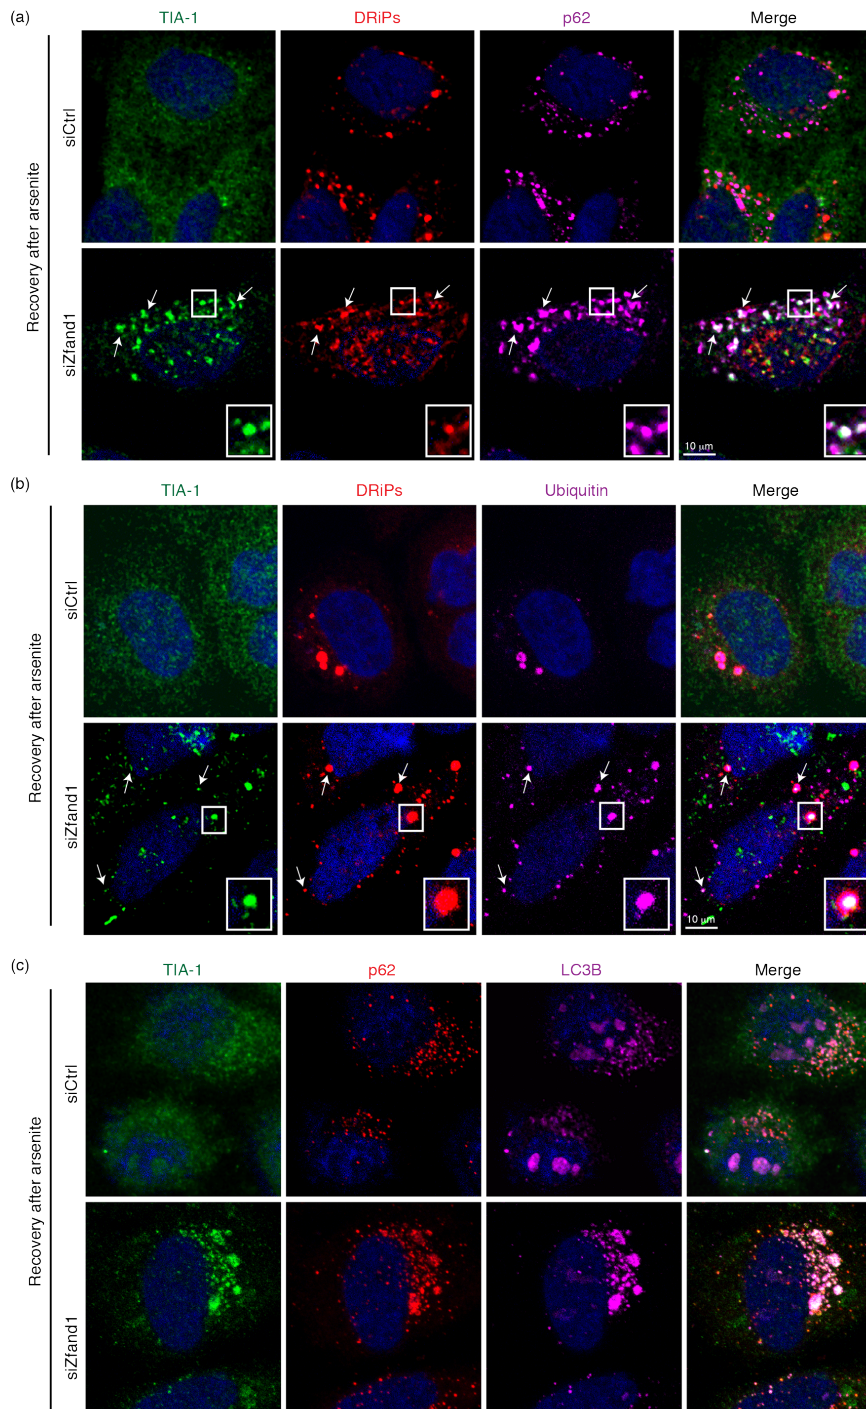 (a)
TIA-1 DRiPs p62 Merge
Recovery after arsenite
siCtrl
siZfand1
10 µm
(b)
TIA-1 DRiPs Ubiquitin Merge
Recovery after arsenite
siCtrl
siZfand1
10 µm
(c)
TIA-1 p62 LC3B Merge
Recovery after arsenite
siCtrl
siZfand1